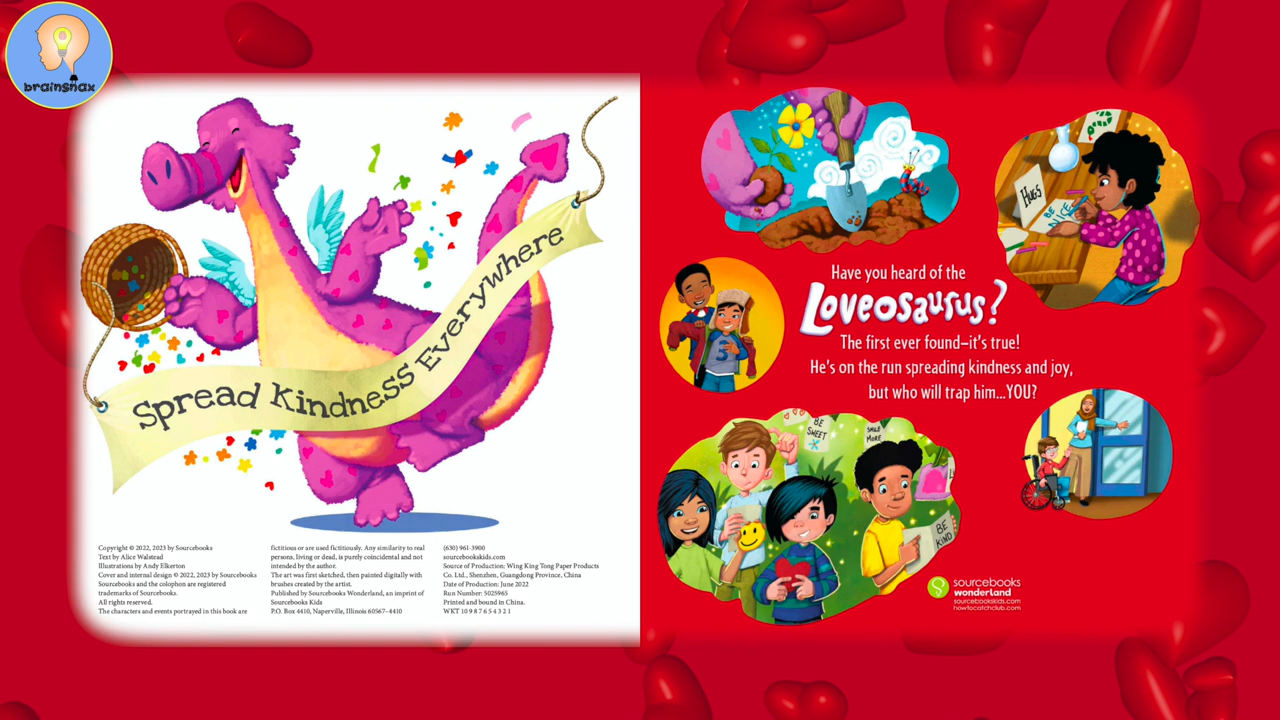 brainsnax
Spread Kindness Everywhere
Copyright © 2022, 2023 by Sourcebooks
Text by Alice Walstead
Illustrations by Andy Elkerton
Cover and internal design © 2022, 2023 by Sourcebooks
Sourcebooks and the colophon are registered
trademarks of Sourcebooks.
All rights reserved.
The characters and events portrayed in this book are
fictitious or are used fictitiously. Any similarity to real
persons, living or dead, is purely coincidental and not
intended by the author.
The art was first sketched, then painted digitally with
brushes created by the artist.
Published by Sourcebooks Wonderland, an imprint of
Sourcebooks Kids
P.O. Box 4410, Naperville, Illinois 60567–4410
(630) 961-3900
sourcebookskids.com
Source of Production: Wing King Tong Paper Products
Co. Ltd., Shenzhen, Guangdong Province, China
Date of Production: June 2022
Run Number: 5025965
Printed and bound in China.
WKT 10 9 8 7 6 5 4 3 2 1
HUGS
BE
NICE
Have you heard of the
Loveosaurus?
The first ever found—it's true!
He's on the run spreading kindness and joy,
but who will trap him...YOU?
S
BE
SWEET
SMILE
MORE
BE
KIND
sourcebooks
wonderland
sourcebookskids.com
howtocatchclub.com